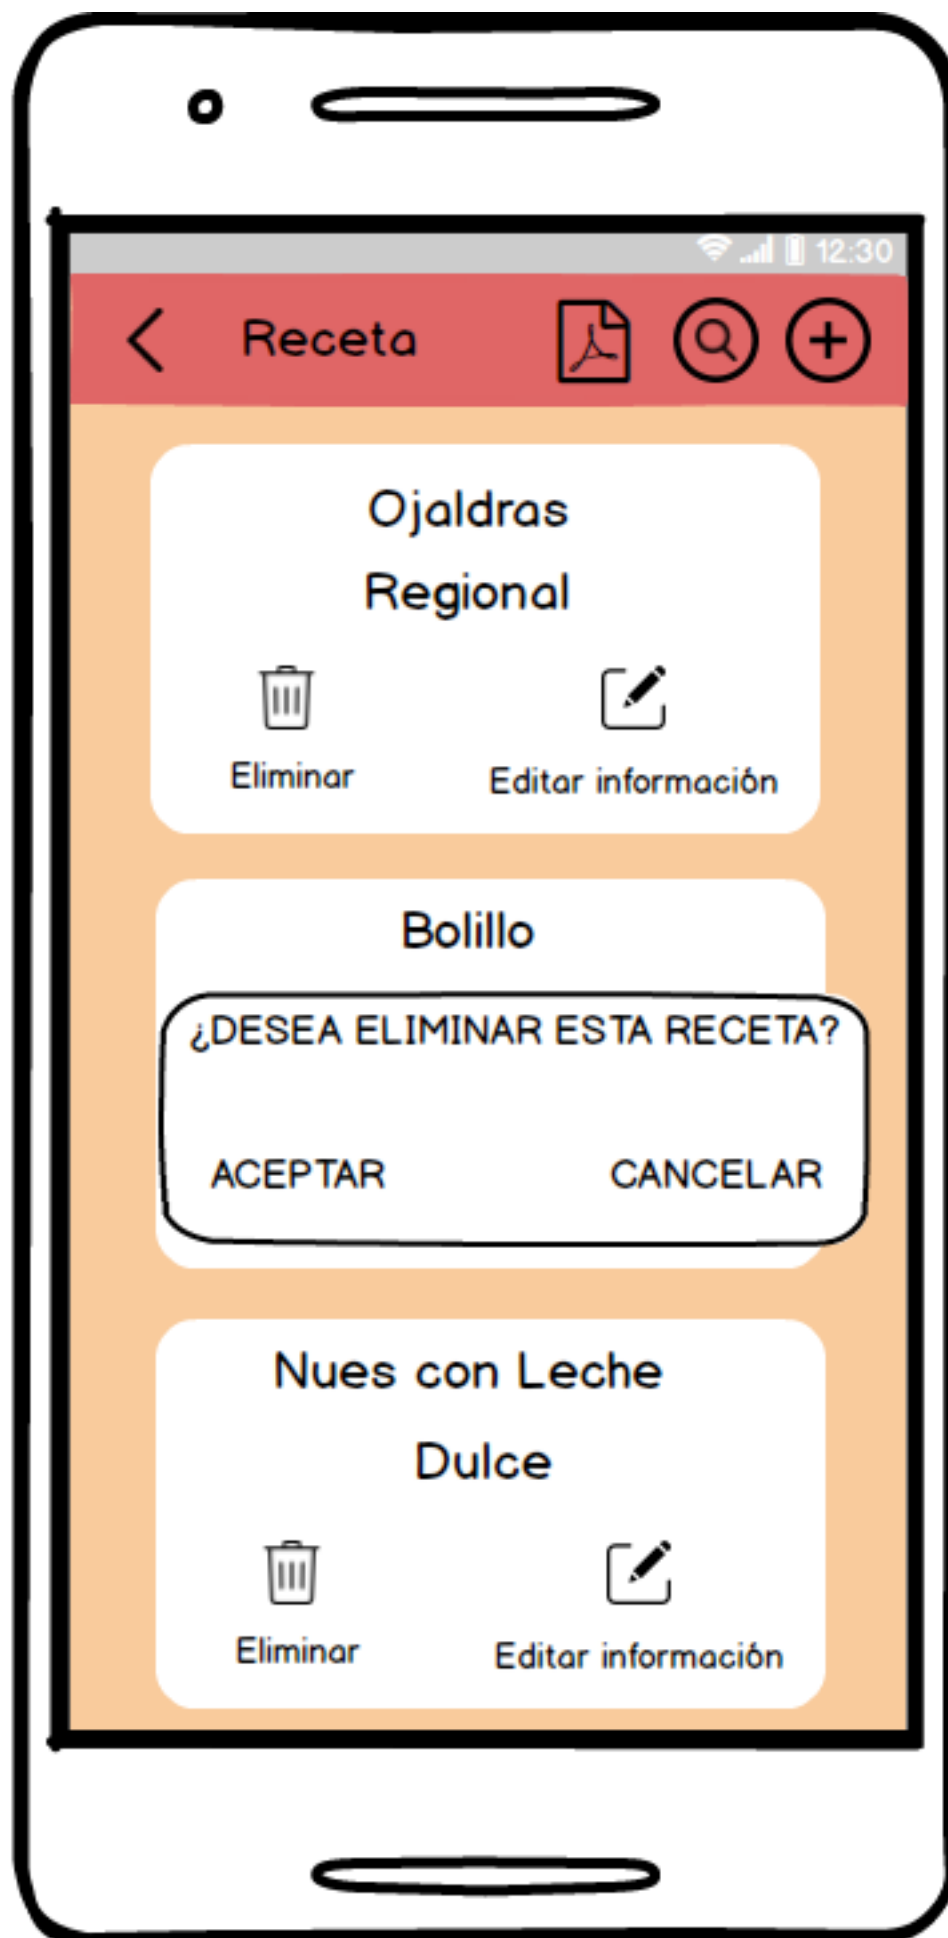 12:30
Receta
Ojaldras
Regional
Eliminar
Editar información
Bolillo
¿DESEA ELIMINAR ESTA RECETA?
ACEPTAR
CANCELAR
Nues con Leche
Dulce
Eliminar
Editar información